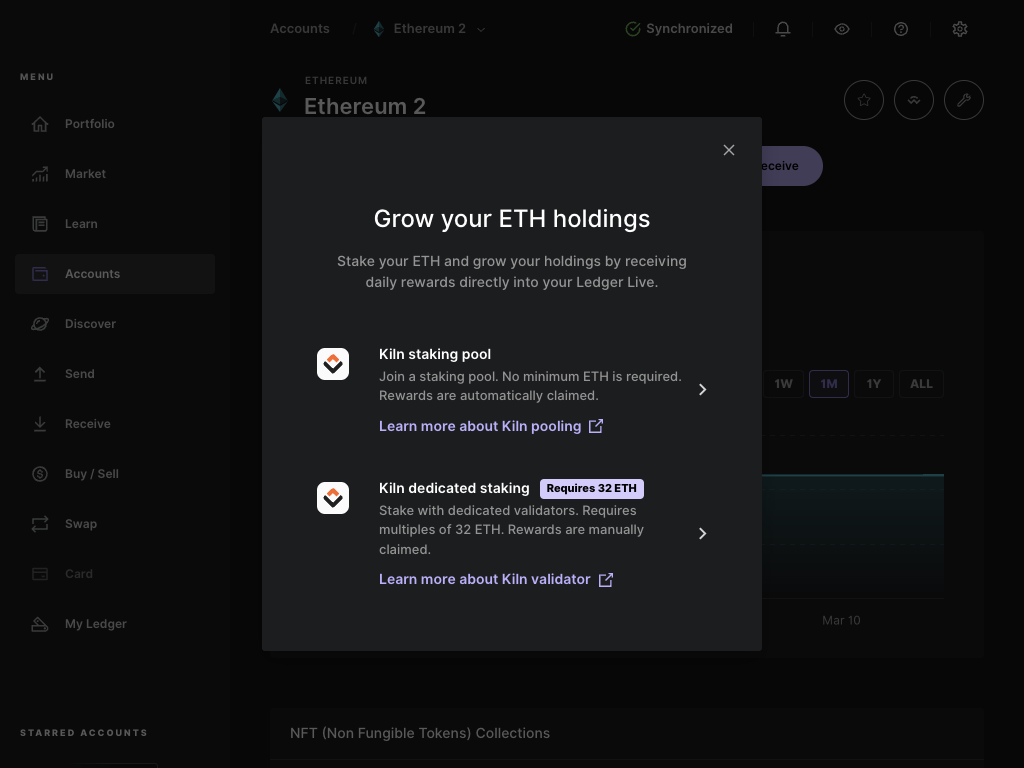 Accounts
/
Ethereum 2
Synchronized
MENU
ETHEREUM
Ethereum 2
Portfolio
Market
Learn
Accounts
Discover
Send
Receive
Buy / Sell
Swap
Card
My Ledger
STARRED ACCOUNTS
eceive
Grow your ETH holdings
Stake your ETH and grow your holdings by receiving
daily rewards directly into your Ledger Live.
Kiln staking pool
Join a staking pool. No minimum ETH is required.
Rewards are automatically claimed.
Learn more about Kiln pooling
Kiln dedicated staking Requires 32 ETH
Stake with dedicated validators. Requires
multiples of 32 ETH. Rewards are manually
claimed.
Learn more about Kiln validator
1W 1M 1Y ALL
Mar 10
NFT (Non Fungible Tokens) Collections